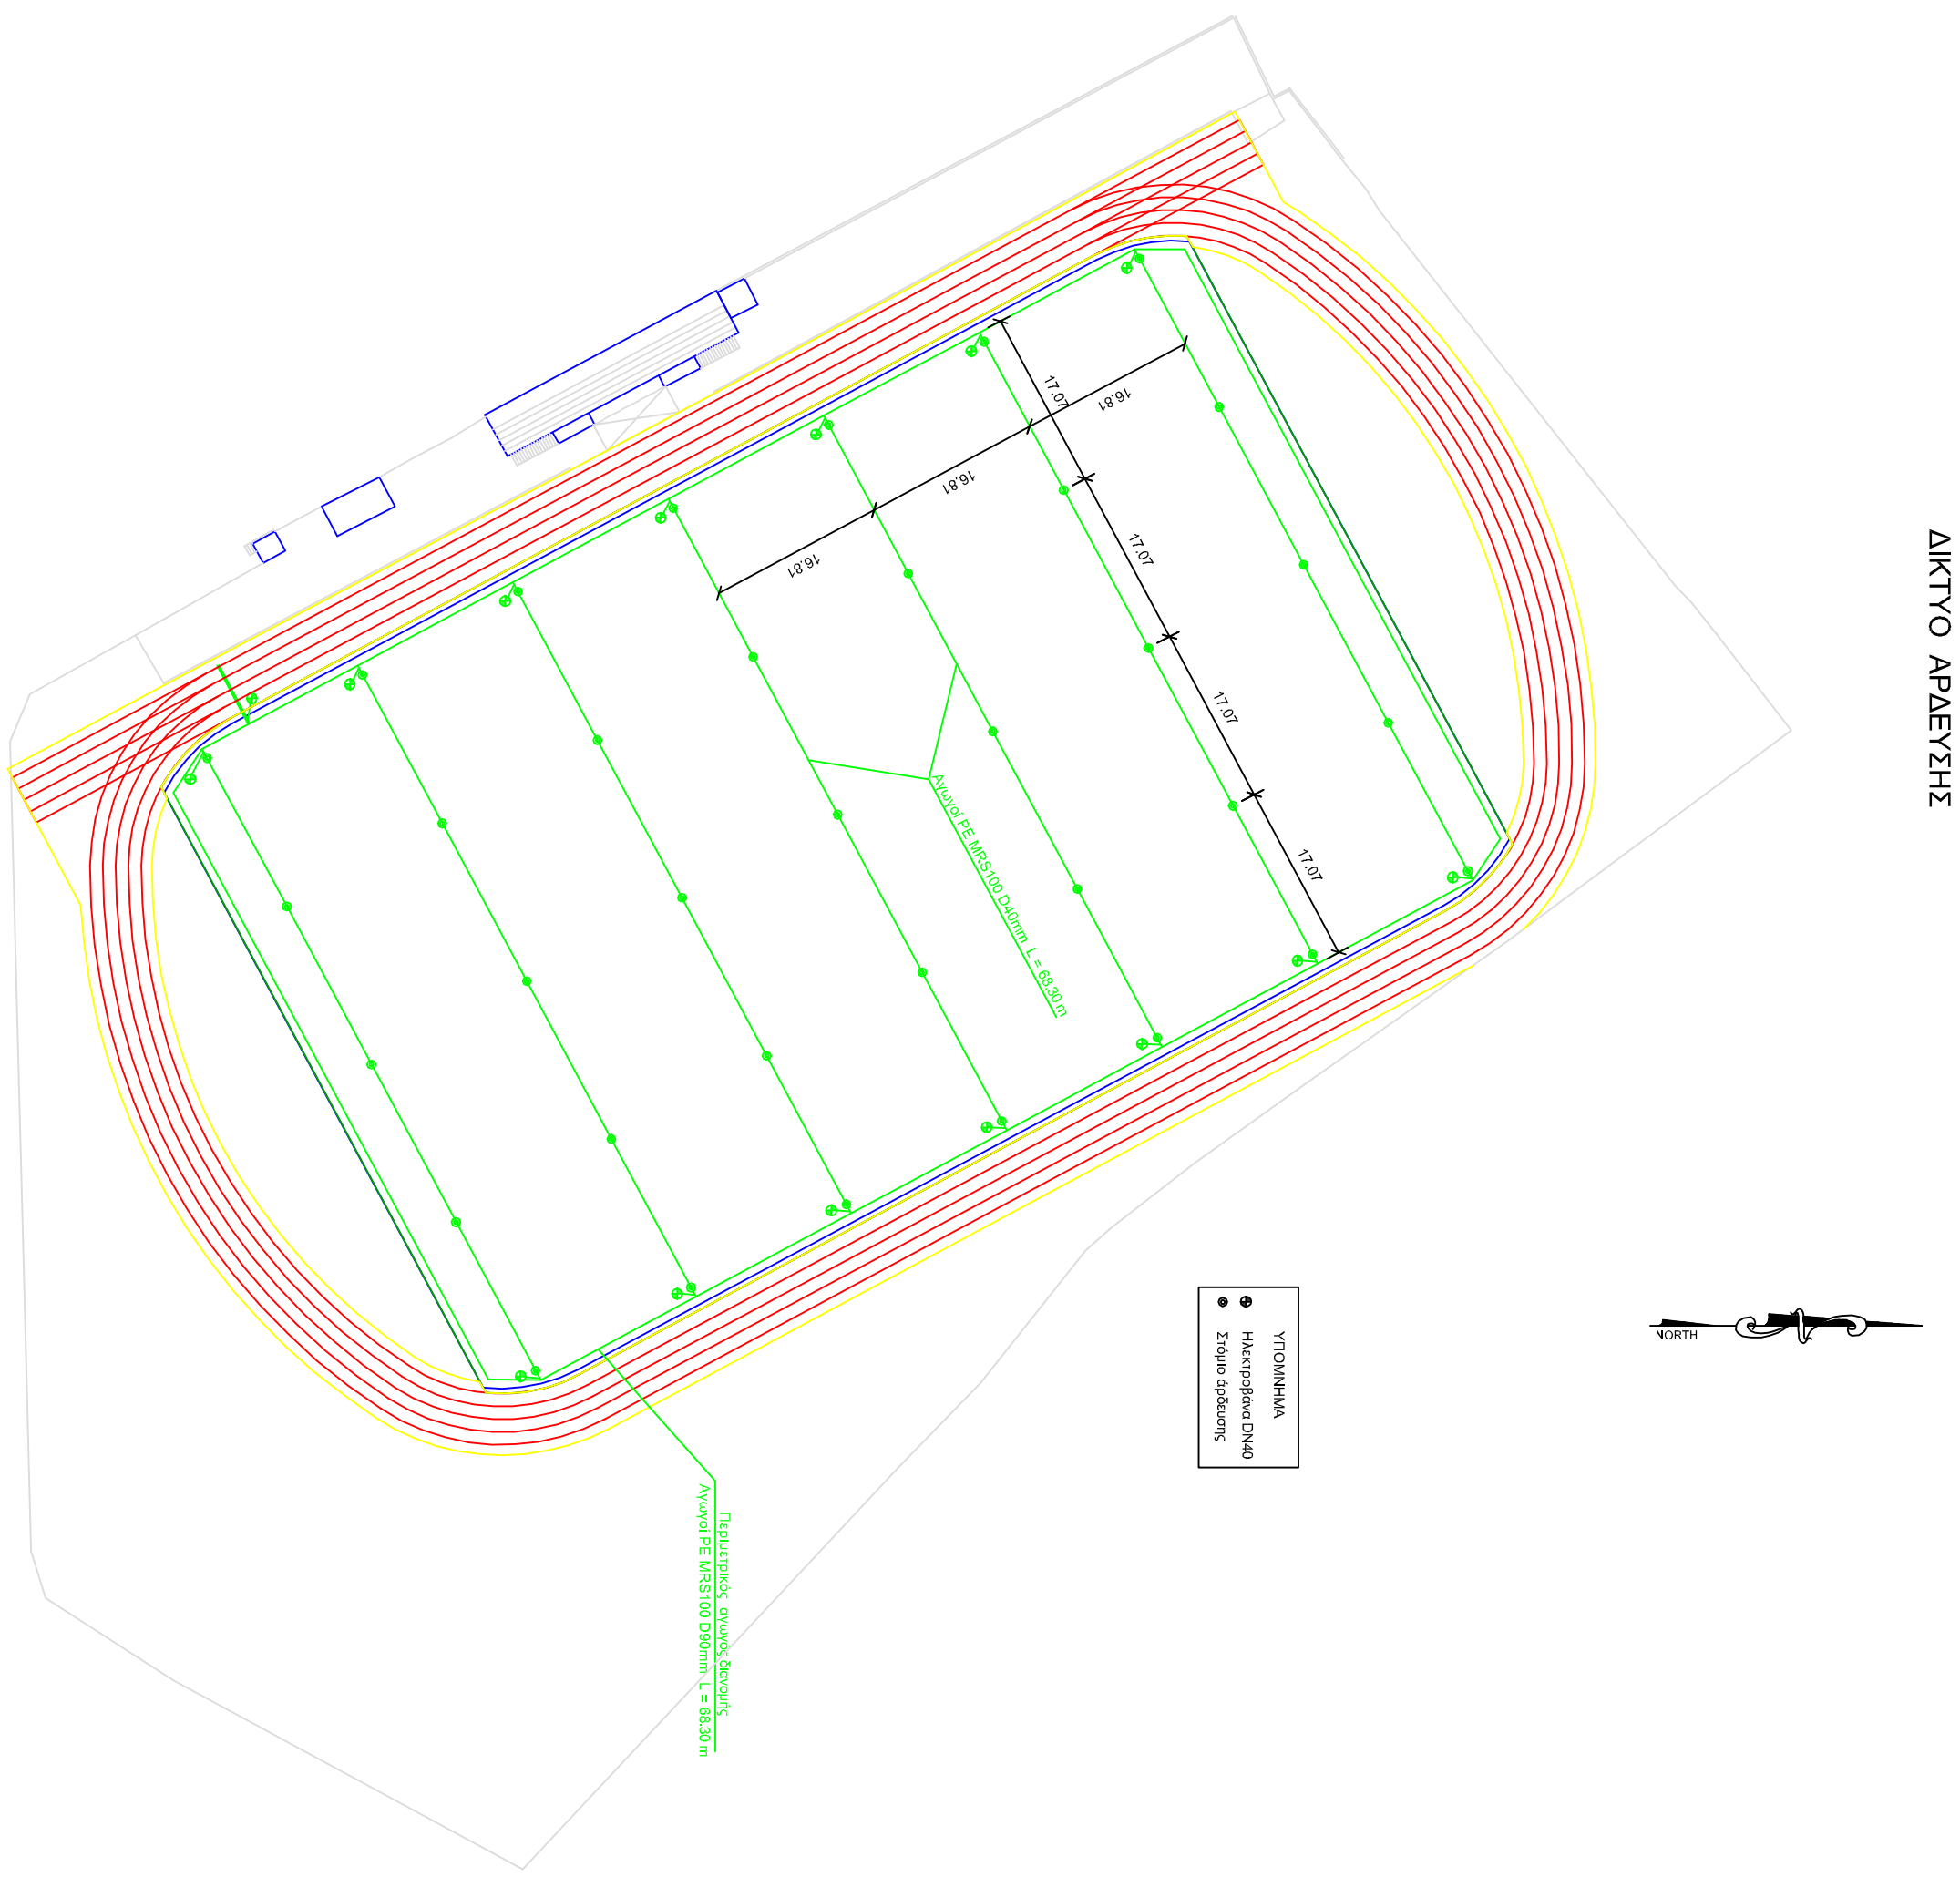 ΔΙΚΤΥΟ ΑΡΔΕΥΣΗΣ
17.07
17.07
17.07
17.07
16.81
16.81
16.81
Αγωγοί PE MRS100 D40mm L = 68.30 m
Περιμετρικός αγωγός διανομής
Αγωγοί PE MRS100 D90mm L = 68.30 m
ΥΠΟΜΝΗΜΑ
Ηλεκτροβάνα DN40
Στόμιο άρδευσης
NORTH